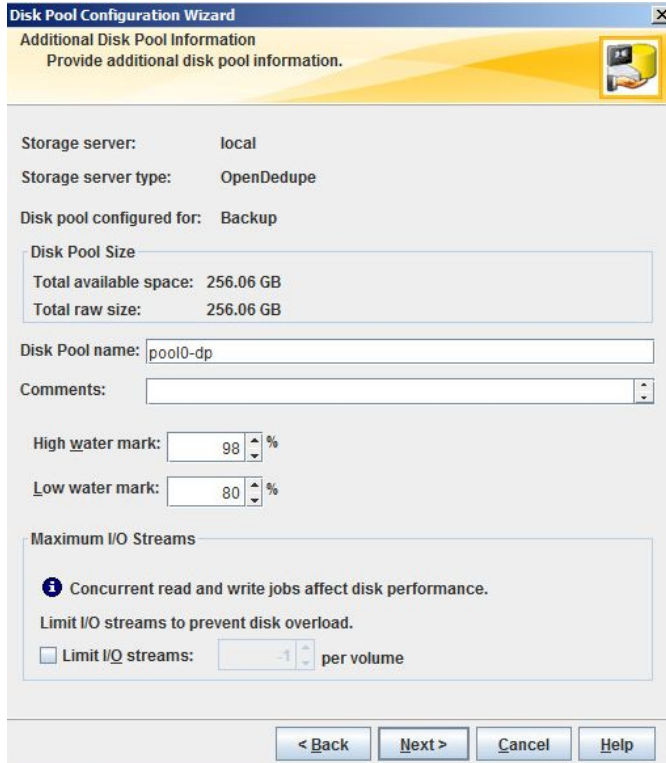 Disk Pool Configuration Wizard
Additional Disk Pool Information
Provide additional disk pool information.
Storage server: local
Storage server type: OpenDedupe
Disk pool configured for: Backup
Disk Pool Size
Total available space: 256.06 GB
Total raw size: 256.06 GB
Disk Pool name: pool0-dp
Comments:
High water mark: 98 %
Low water mark: 80 %
Maximum I/O Streams
Concurrent read and write jobs affect disk performance.
Limit I/O streams to prevent disk overload.
Limit I/O streams: -1 per volume
< Back Next > Cancel Help